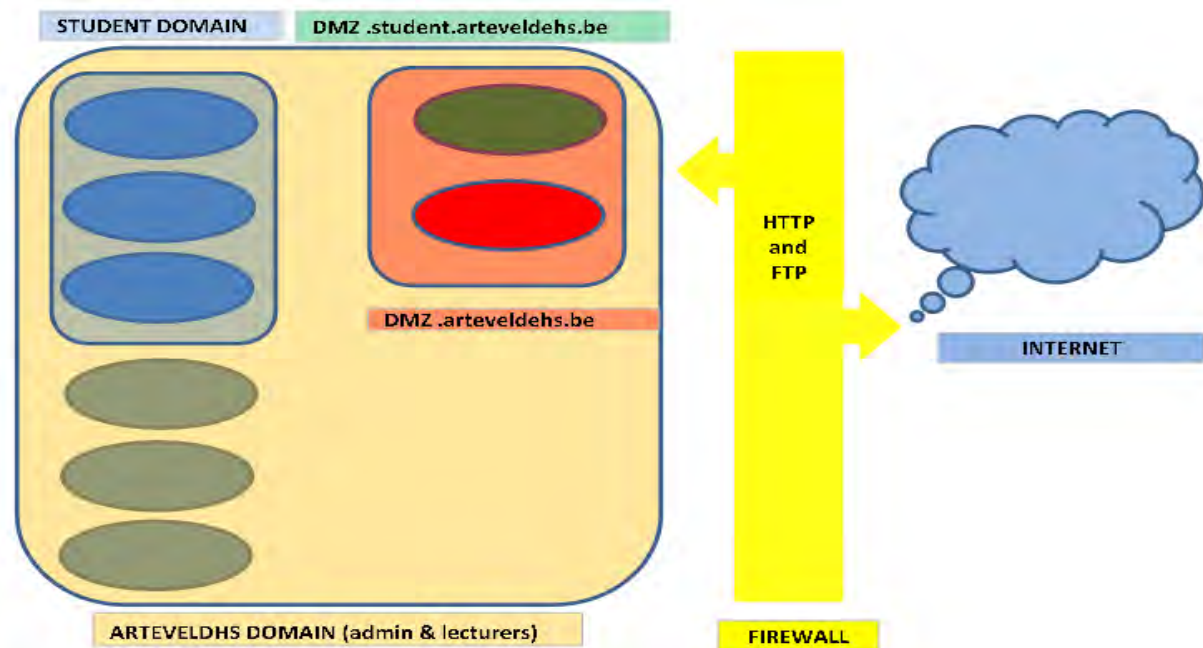 STUDENT DOMAIN
DMZ .student.arteveldehs.be
HTTP
and
FTP
DMZ .arteveldehs.be
INTERNET
ARTEVELDHS DOMAIN (admin & lecturers)
FIREWALL